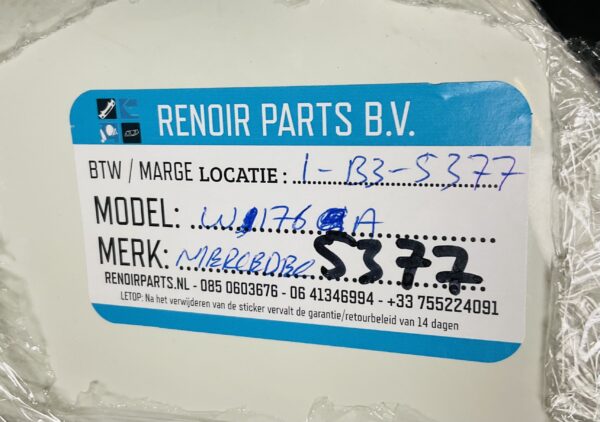 RENOIR PARTS B.V.
BTW / MARGE LOCATIE : 1-B3-5377
MODEL: W176 A
MERK: MERCEDES 5377
RENOIRPARTS.NL - 085 0603676 - 06 41346994 - +33 755224091
LETOP: Na het verwijderen van de sticker vervalt de garantie/retourbeleid van 14 dagen